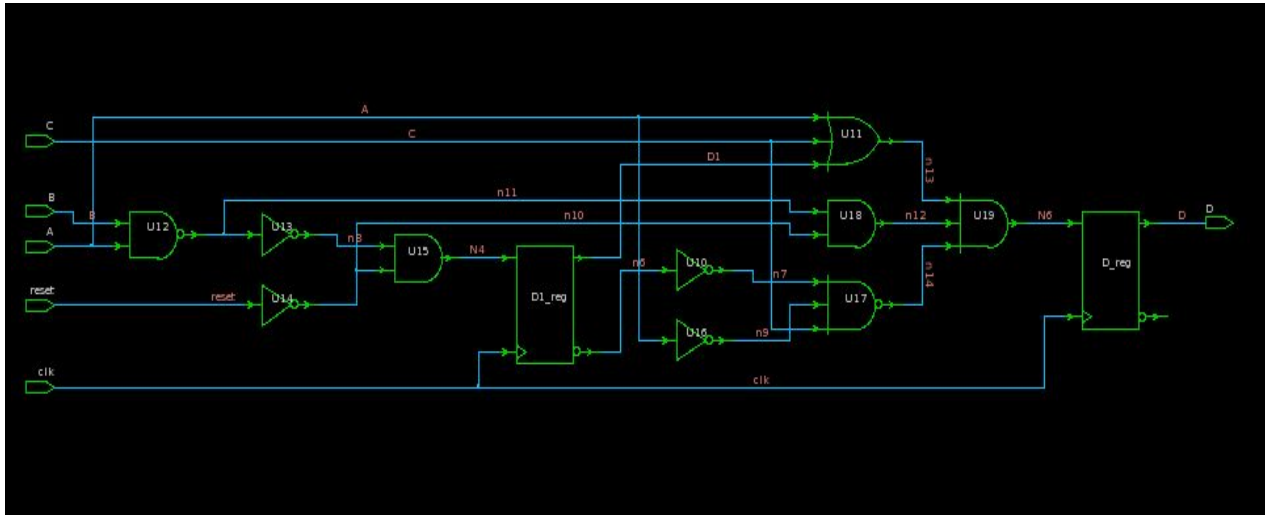 A
C
C
U11
D1
n13
n11
B
B
n10
U12
U13
U18
n12
U19
N6
D
D
A
n8
U15
N4
n6
U10
n7
n14
D_reg
reset
reset
U14
D1_reg
U17
U16
n9
clk
clk